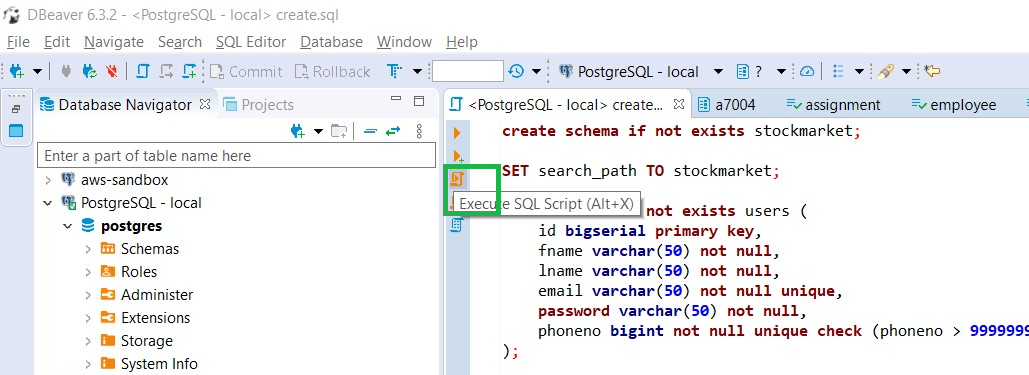 DBeaver 6.3.2 - <PostgreSQL - local> create.sql
File Edit Navigate Search SQL Editor Database Window Help
Commit Rollback PostgreSQL - local ?
Database Navigator Projects
<PostgreSQL - local> create... a7004 assignment employee
Enter a part of table name here
aws-sandbox
PostgreSQL - local
postgres
Schemas
Roles
Administer
Extensions
Storage
System Info
create schema if not exists stockmarket;
SET search_path TO stockmarket;
Execute SQL Script (Alt+X)
not exists users (
id bigserial primary key,
fname varchar(50) not null,
lname varchar(50) not null,
email varchar(50) not null unique,
password varchar(50) not null,
phoneno bigint not null unique check (phoneno > 9999999
);